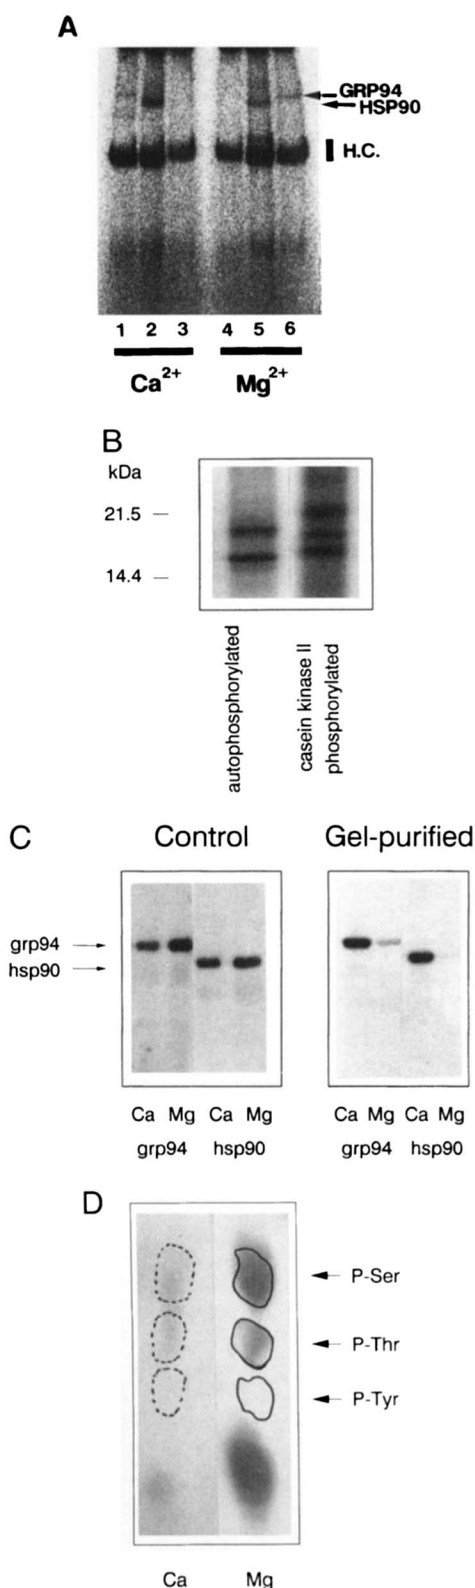 A
GRP94
HSP90
H.C.
1 2 3 4 5 6
Ca2+ Mg2+
B
kDa
21.5
14.4
autophosphorylated
casein kinase II
phosphorylated
C
Control Gel-purified
grp94
hsp90
Ca Mg Ca Mg Ca Mg Ca Mg
grp94 hsp90 grp94 hsp90
D
P-Ser
P-Thr
P-Tyr
Ca Mg